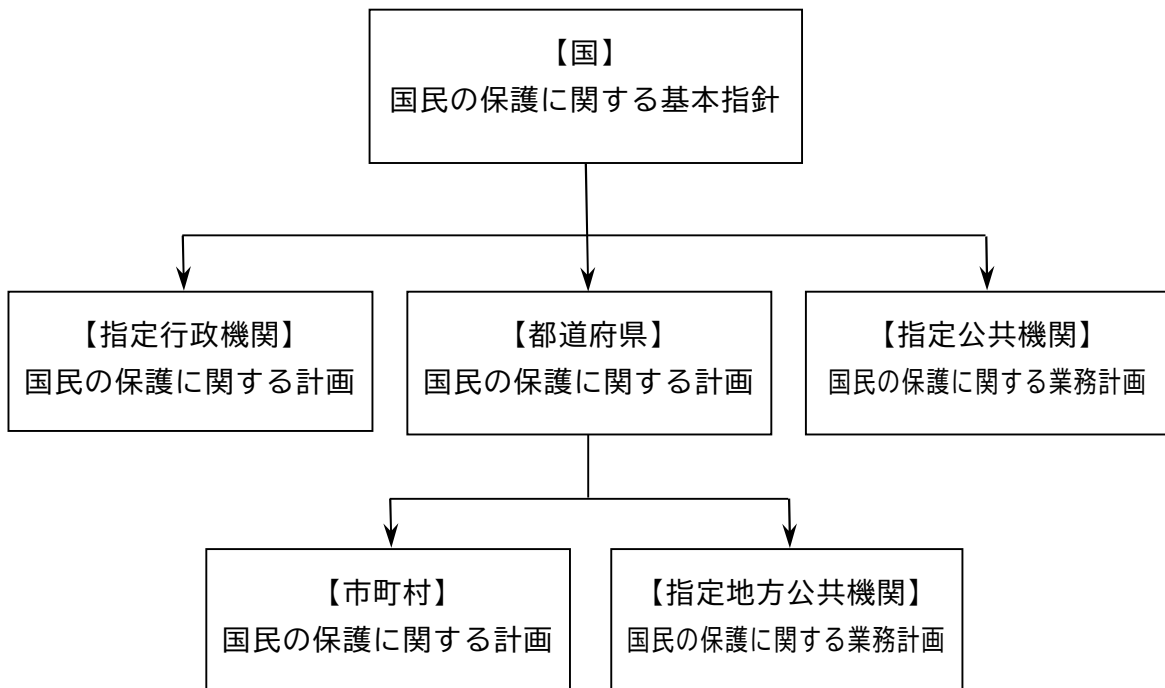 【国】
国民の保護に関する基本指針
【指定行政機関】
国民の保護に関する計画
【都道府県】
国民の保護に関する計画
【指定公共機関】
国民の保護に関する業務計画
【市町村】
国民の保護に関する計画
【指定地方公共機関】
国民の保護に関する業務計画